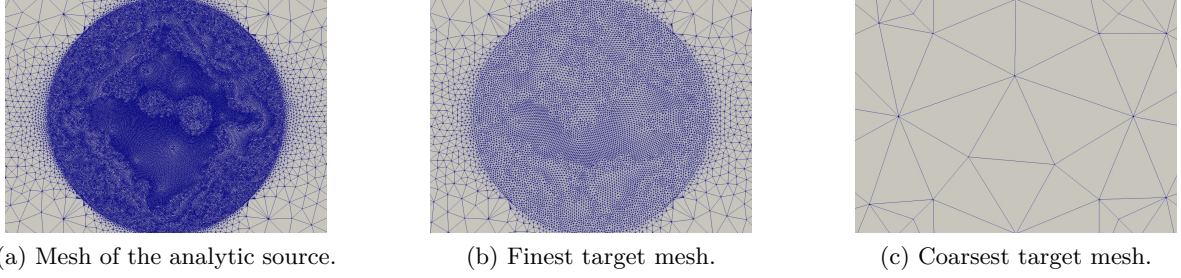 (a) Mesh of the analytic source.
(b) Finest target mesh.
(c) Coarsest target mesh.